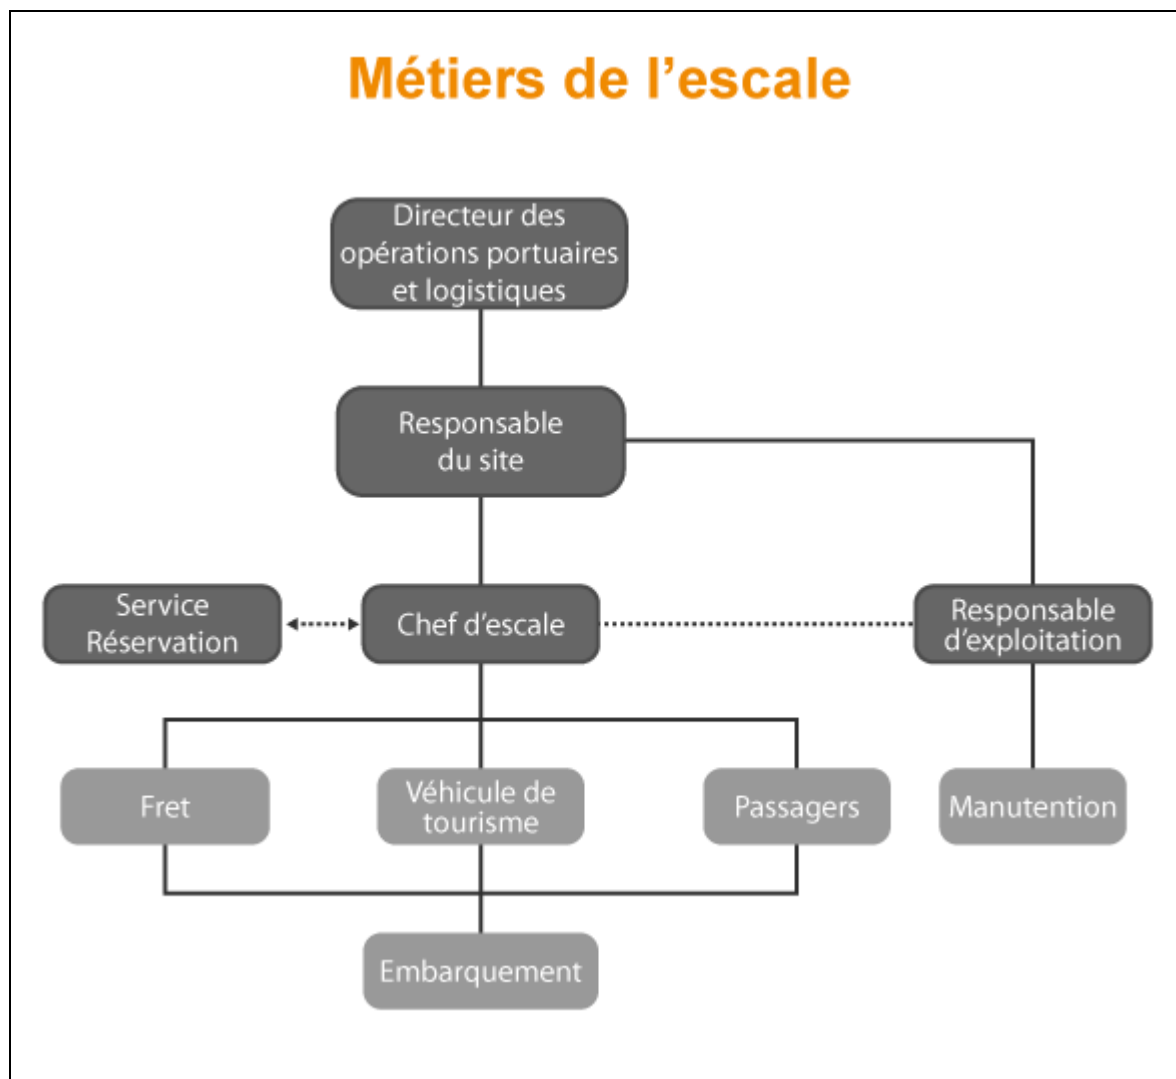 Métiers de l’escale
Directeur des
opérations portuaires
et logistiques
Responsable
du site
Service
Réservation
Chef d’escale
Responsable
d’exploitation
Fret
Véhicule de
tourisme
Passagers
Manutention
Embarquement